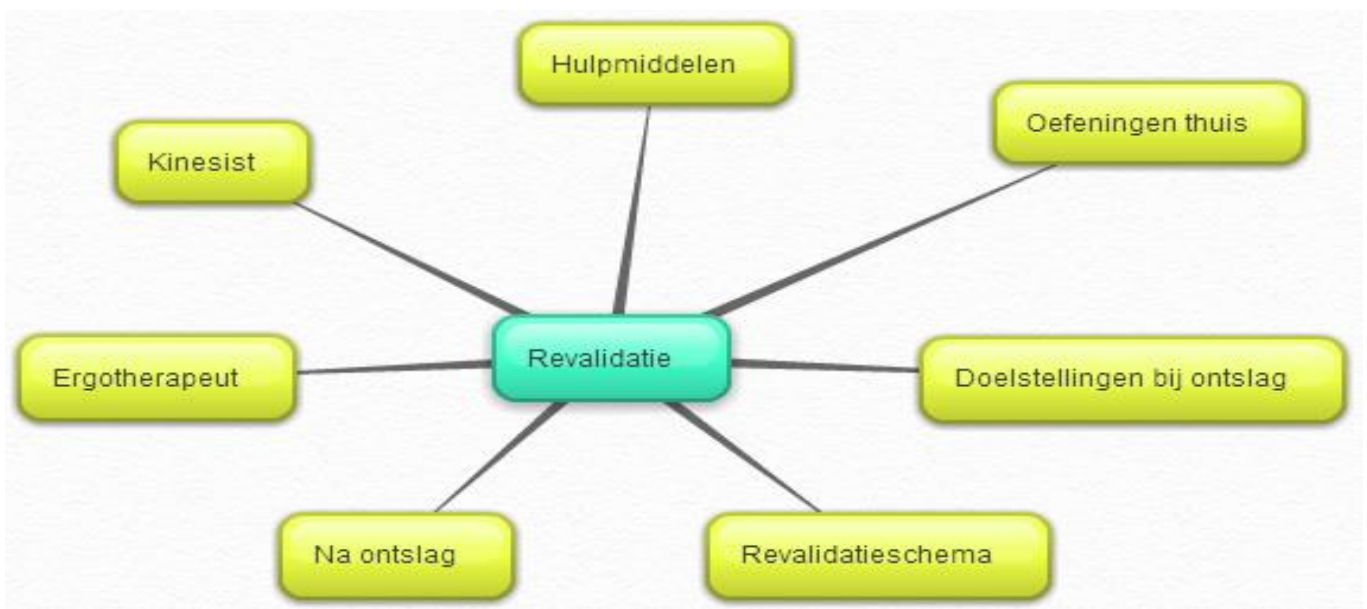 Hulpmiddelen
Oefeningen thuis
Kinesist
Revalidatie
Ergotherapeut
Doelstellingen bij ontslag
Na ontslag
Revalidatieschema